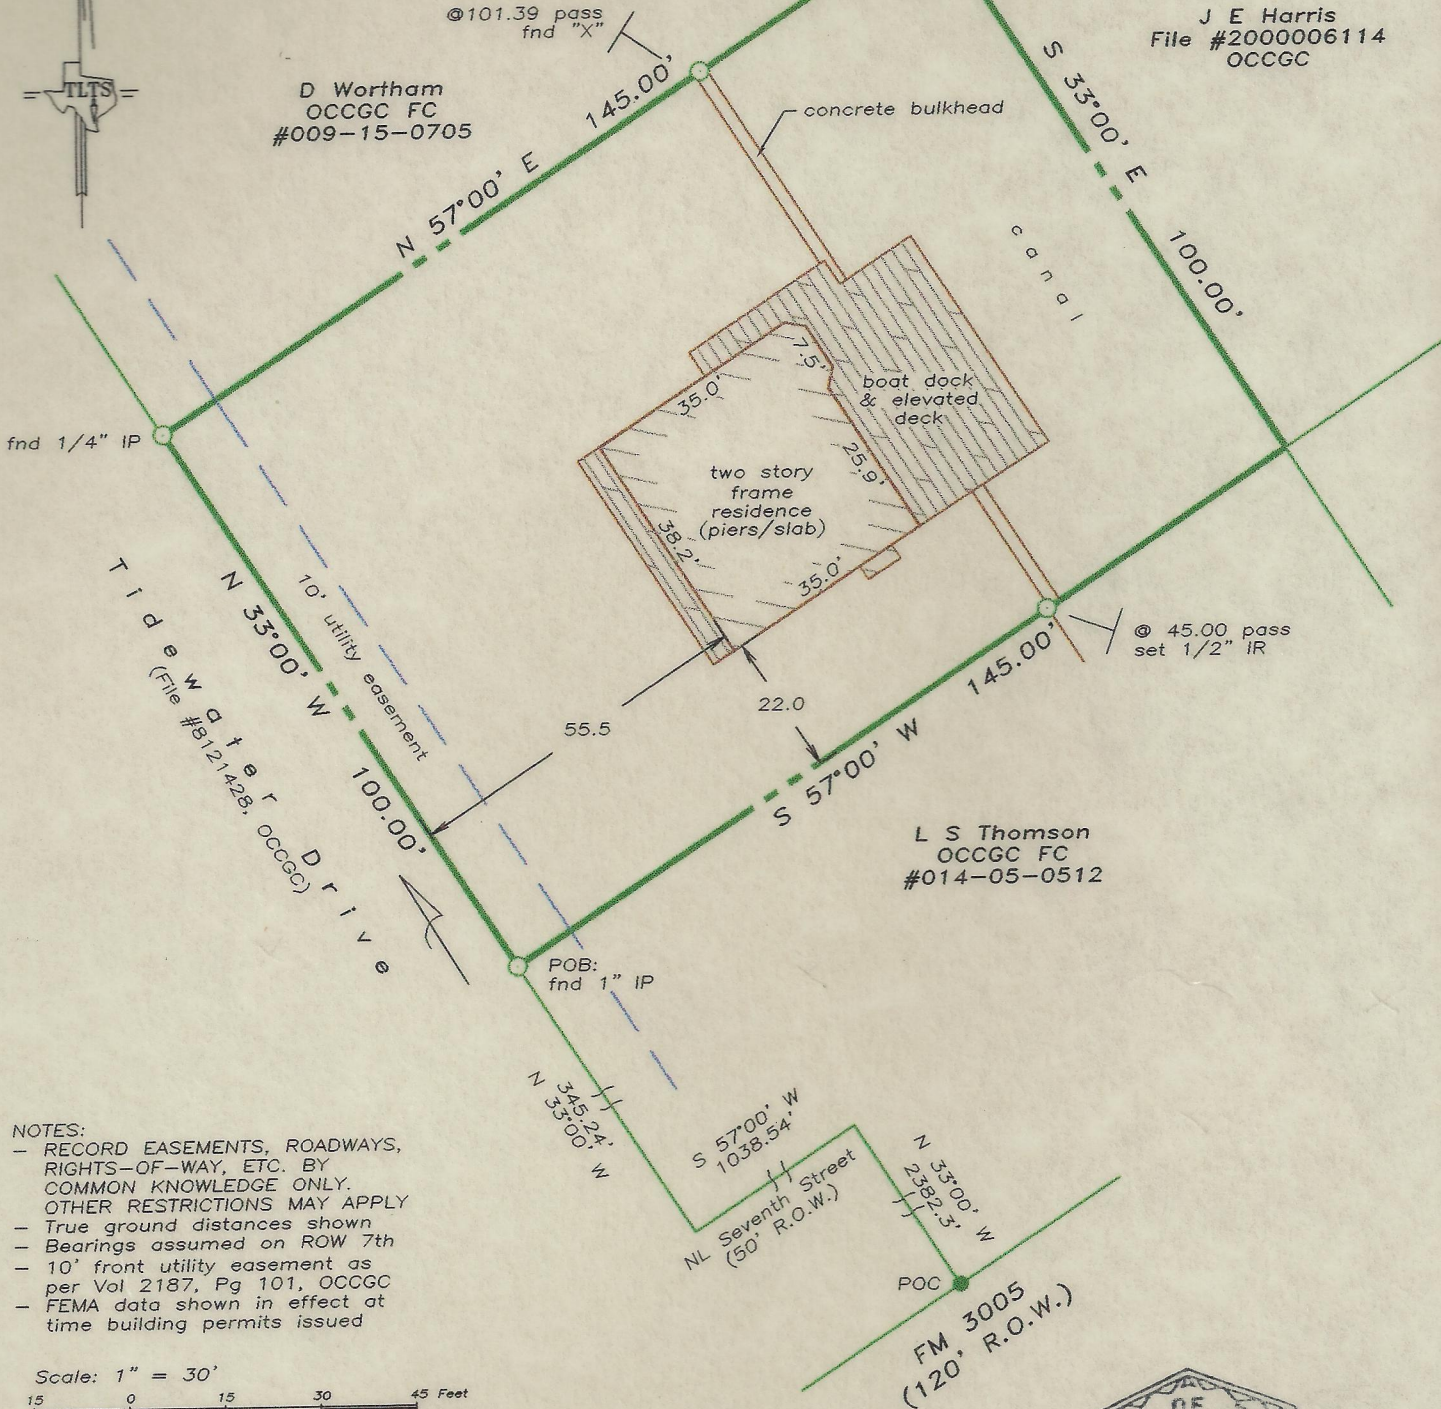 @101.39 pass
fnd "X"
J E Harris
File #2000006114
OCCGC
TLTS
D Wortham
OCCGC FC
#009-15-0705
145.00'
N 57°00' E
concrete bulkhead
S 33°00' E
100.00'
canal
7.5'
35.0'
boat dock
& elevated
deck
fnd 1/4" IP
25.9'
two story
frame
residence
(piers/slab)
38.2'
35.0'
10' utility easement
N 33°00' W
100.00'
Tidewater Drive
(File #8121428, OCCGC)
@ 45.00 pass
set 1/2" IR
145.00'
S 57°00' W
22.0
55.5
L S Thomson
OCCGC FC
#014-05-0512
POB:
fnd 1" IP
345.24'
N 33°00' W
S 57°00' W
1038.54'
NL Seventh Street
(50' R.O.W.)
N 33°00' W
2382.3'
POC
FM 3005
(120' R.O.W.)
NOTES:
- RECORD EASEMENTS, ROADWAYS,
RIGHTS-OF-WAY, ETC. BY
COMMON KNOWLEDGE ONLY.
OTHER RESTRICTIONS MAY APPLY
- True ground distances shown
- Bearings assumed on ROW 7th
- 10' front utility easement as
per Vol 2187, Pg 101, OCCGC
- FEMA data shown in effect at
time building permits issued
Scale: 1" = 30'
15 0 15 30 45 Feet
OF